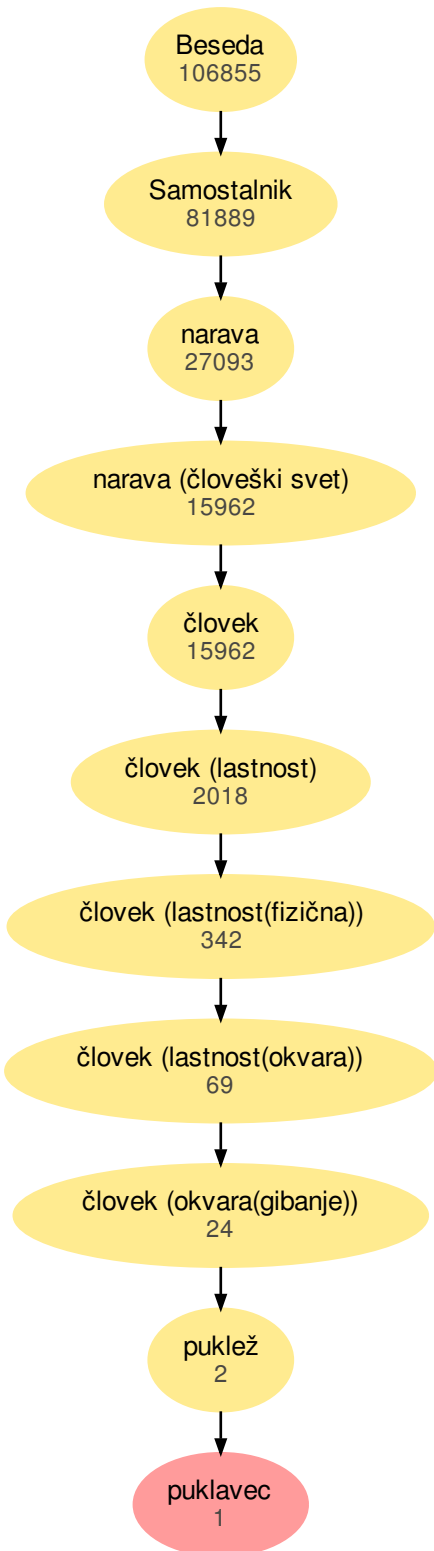 Beseda
106855
Samostalnik
81889
narava
27093
narava (človeški svet)
15962
človek
15962
človek (lastnost)
2018
človek (lastnost(fizična))
342
človek (lastnost(okvara))
69
človek (okvara(gibanje))
24
puklež
2
puklavec
1